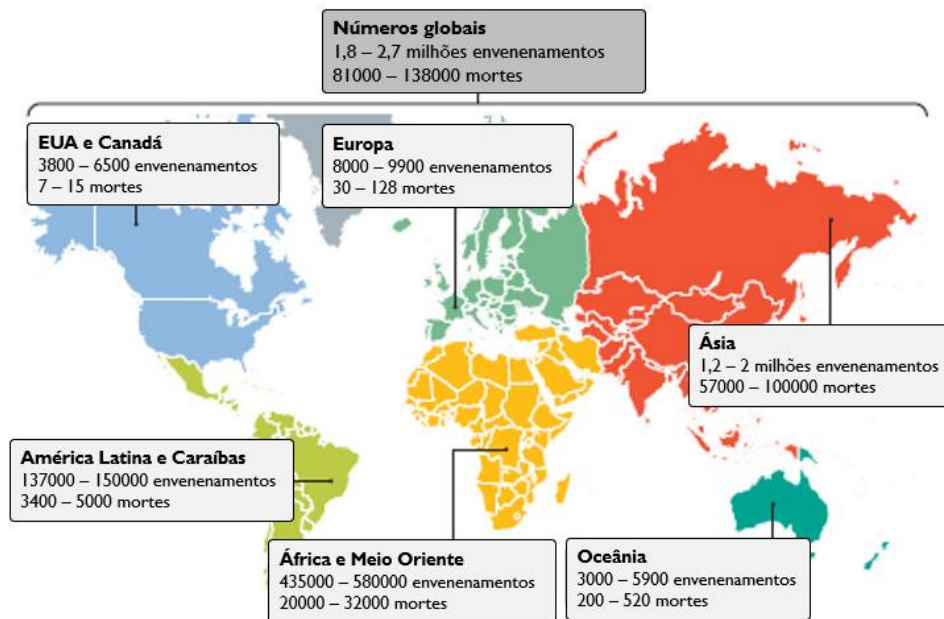 Números globais
1,8 – 2,7 milhões envenenamentos
81000 – 138000 mortes
EUA e Canadá
3800 – 6500 envenenamentos
7 – 15 mortes
Europa
8000 – 9900 envenenamentos
30 – 128 mortes
Ásia
1,2 – 2 milhões envenenamentos
57000 – 100000 mortes
América Latina e Caraíbas
137000 – 150000 envenenamentos
3400 – 5000 mortes
África e Meio Oriente
435000 – 580000 envenenamentos
20000 – 32000 mortes
Oceânia
3000 – 5900 envenenamentos
200 – 520 mortes